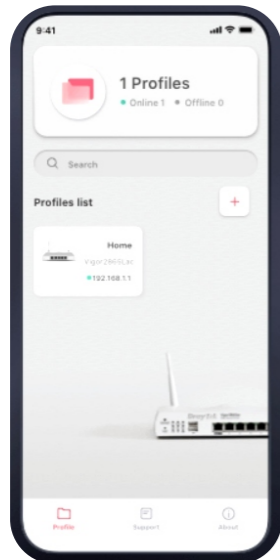 9:41
1 Profiles
Online 1 Offline 0
Search
Profiles list
+
Home
192.168.1.1
Profile
Support
About